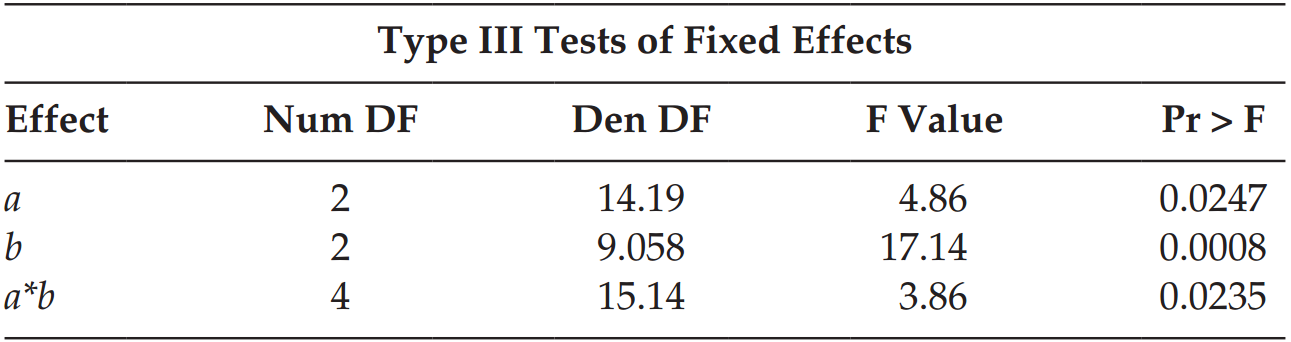 Type III Tests of Fixed Effects
Effect Num DF Den DF F Value Pr > F
a 2 14.19 4.86 0.0247
b 2 9.058 17.14 0.0008
a*b 4 15.14 3.86 0.0235